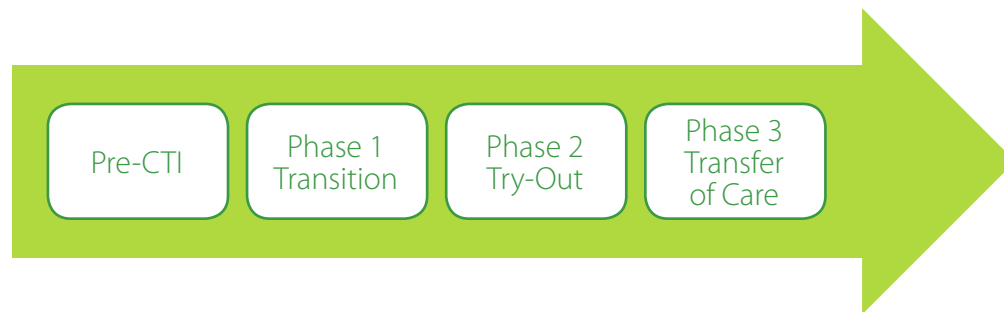 Pre-CTI
Phase 1
Transition
Phase 2
Try-Out
Phase 3
Transfer
of Care